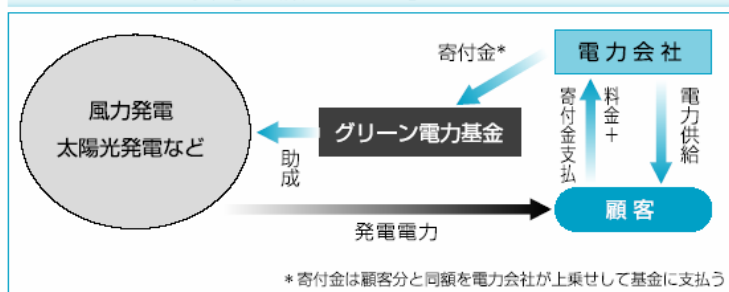 寄付金*
電力会社
風力発電
太陽光発電など
グリーン電力基金
助成
料金+
寄付金支払
電力供給
顧客
発電電力
*寄付金は顧客分と同額を電力会社が上乗せして基金に支払う